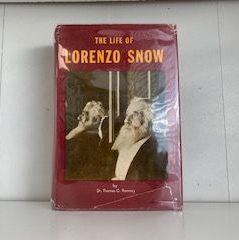 THE LIFE OF
LORENZO SNOW
by
Dr. Thomas C. Romney